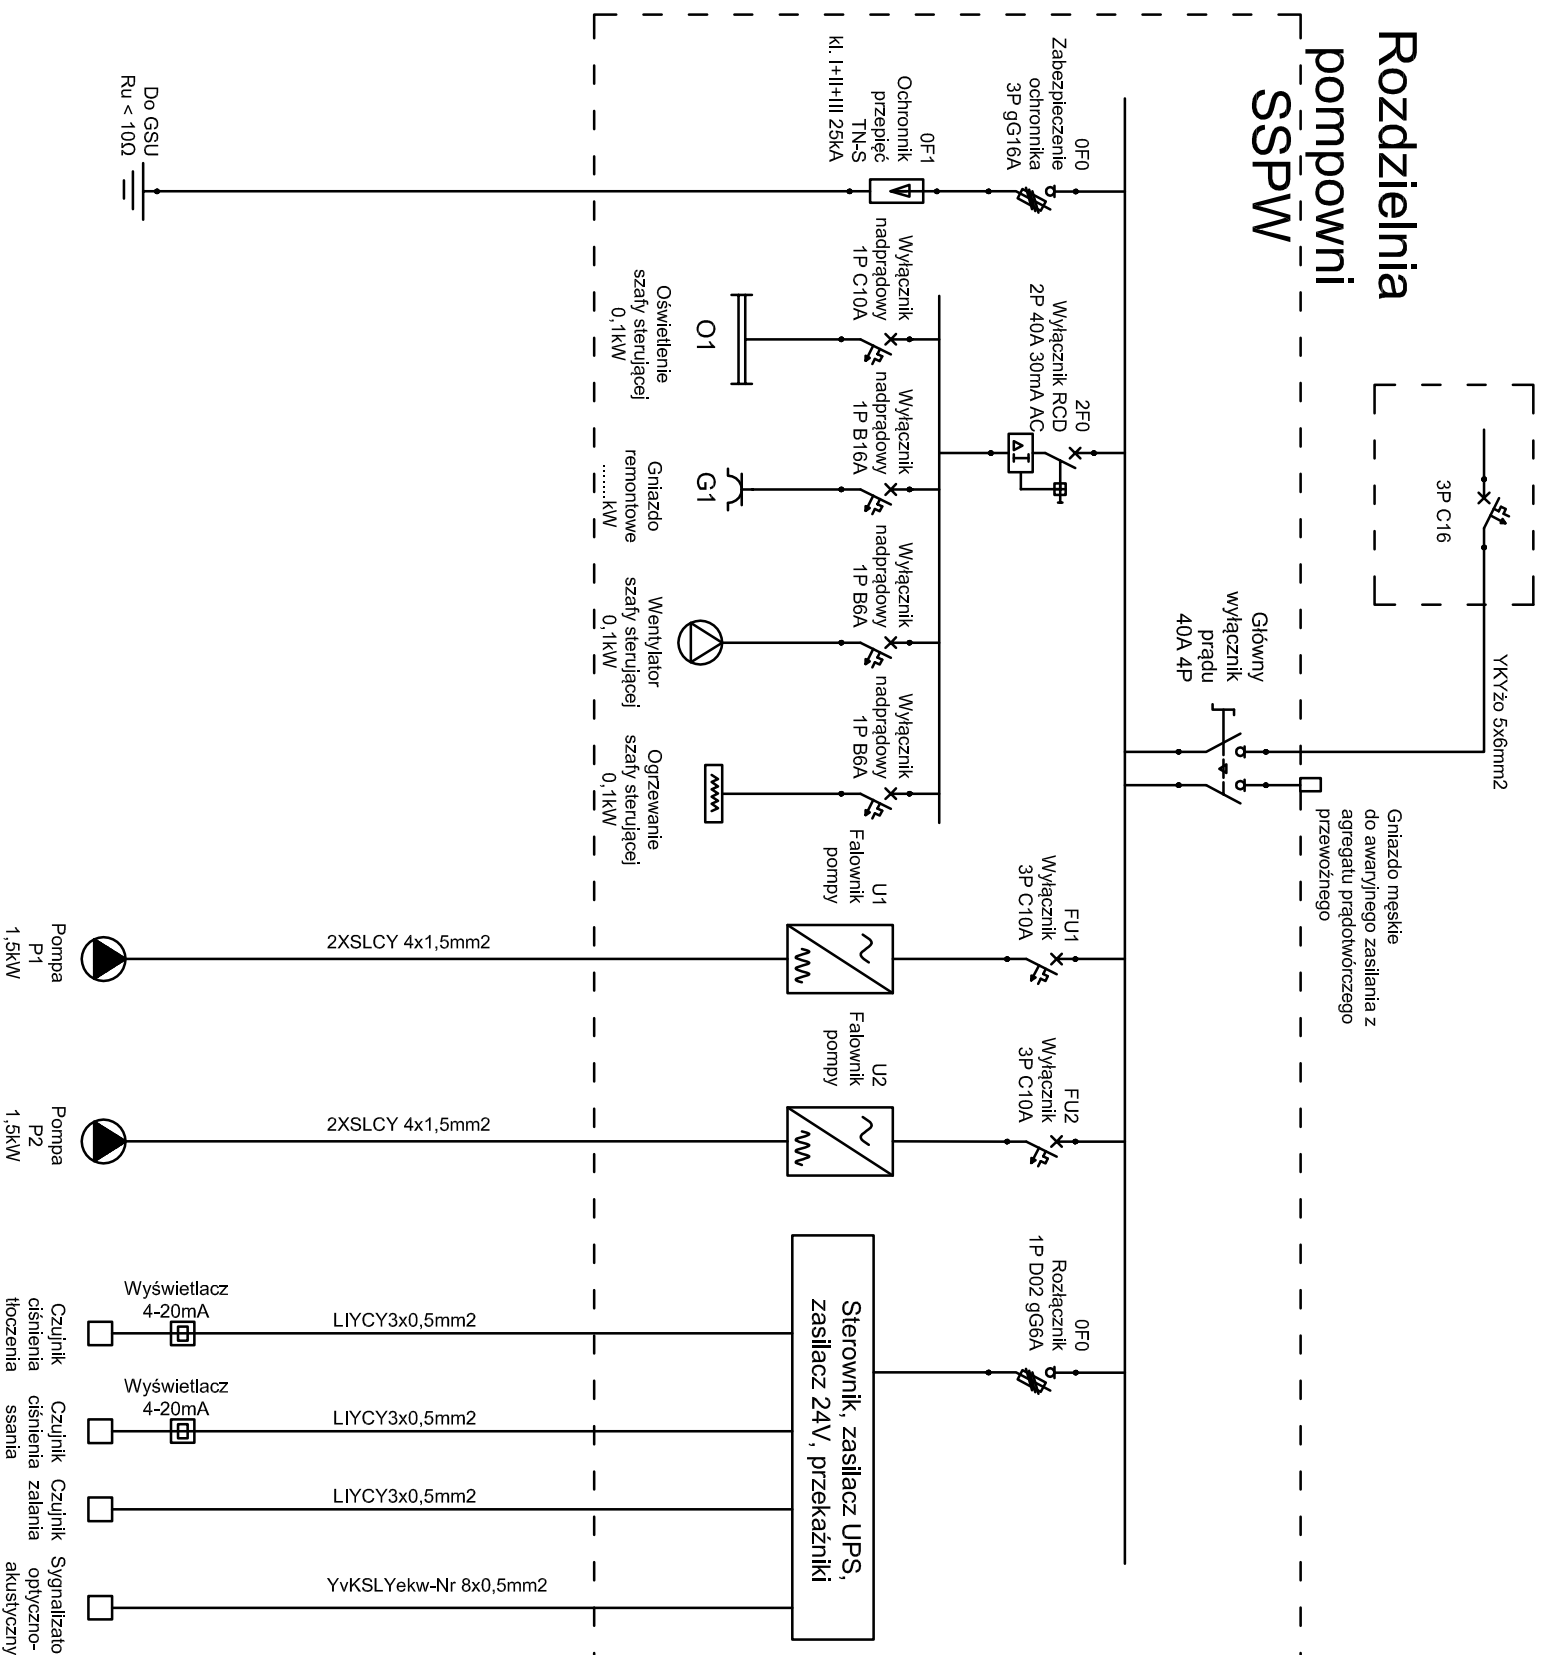 Rozdzielnia
pompowni
SSPW
3P C16
YKYżo 5x6mm2
Główny
wyłącznik
prądu
40A 4P
Gniazdo męskie
do awaryjnego zasilania z
agregatu prądotwórczego
przewoźnego
0F0
Zabezpieczenie
ochronnika
3P gG16A
0F1
Ochronnik
przepięć
TN-S
kl. I+II+III 25kA
Do GSU
Ru < 10Ω
2F0
Wyłącznik RCD
2P 40A 30mA AC
ΔI
Wyłącznik
nadprądowy
1P C10A
O1
Oświetlenie
szafy sterującej
0,1kW
Wyłącznik
nadprądowy
1P B16A
G1
Gniazdo
remontowe
.......kW
Wyłącznik
nadprądowy
1P B6A
Wentylator
szafy sterującej
0,1kW
Wyłącznik
nadprądowy
1P B6A
Ogrzewanie
szafy sterującej
0,1kW
FU1
Wyłącznik
3P C10A
U1
Falownik
pompy
2XSLCY 4x1,5mm2
Pompa
P1
1,5kW
FU2
Wyłącznik
3P C10A
U2
Falownik
pompy
2XSLCY 4x1,5mm2
Pompa
P2
1,5kW
0F0
Rozłącznik
1P D02 gG6A
Sterownik, zasilacz UPS,
zasilacz 24V, przekaźniki
LIYCY3x0,5mm2
Wyświetlacz
4-20mA
Czujnik
ciśnienia
tłoczenia
LIYCY3x0,5mm2
Wyświetlacz
4-20mA
Czujnik
ciśnienia
ssania
LIYCY3x0,5mm2
Czujnik
zalania
YvKSLYekw-Nr 8x0,5mm2
Sygnalizato
optyczno-
akustyczny